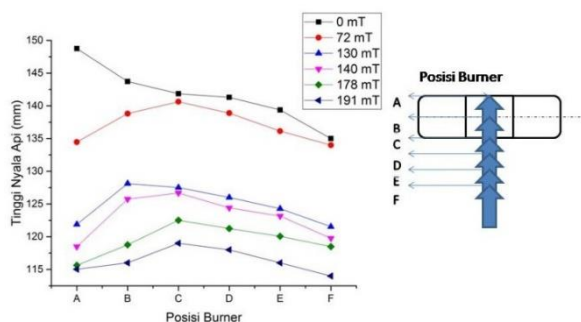 0 mT
72 mT
130 mT
140 mT
178 mT
191 mT
150
145
140
135
130
125
120
115
Tinggi Nyala Api (mm)
A B C D E F
Posisi Burner
Posisi Burner
A
B
C
D
E
F